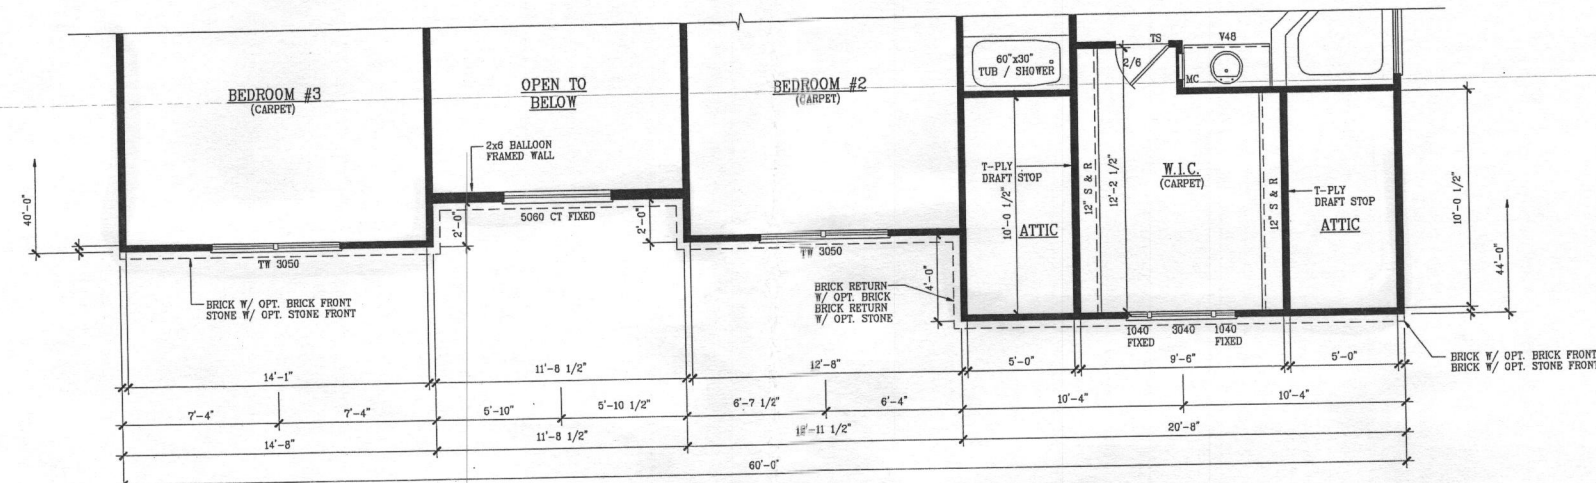 BEDROOM #3
(CARPET)
OPEN TO
BELOW
BEDROOM #2
(CARPET)
60"x30"
TUB / SHOWER
TS
2/6
V48
MC
2x6 BALLOON
FRAMED WALL
T-PLY
DRAFT STOP
10'-0 1/2"
ATTIC
12" S & R
12'-2 1/2"
W.I.C.
(CARPET)
12" S & R
T-PLY
DRAFT STOP
ATTIC
10'-0 1/2"
44'-0"
40'-0"
5060 CT FIXED
2'-0"
2'-0"
TW 3050
TW 3050
4'-0"
BRICK W/ OPT. BRICK FRONT
STONE W/ OPT. STONE FRONT
BRICK RETURN
W/ OPT. BRICK
BRICK RETURN
W/ OPT. STONE
1040
FIXED
3040
1040
FIXED
BRICK W/ OPT. BRICK FRONT
BRICK W/ OPT. STONE FRONT
14'-1"
11'-8 1/2"
12'-8"
5'-0"
9'-6"
5'-0"
7'-4"
7'-4"
5'-10"
5'-10 1/2"
6'-7 1/2"
6'-4"
10'-4"
10'-4"
14'-8"
11'-8 1/2"
12'-11 1/2"
20'-8"
60'-0"